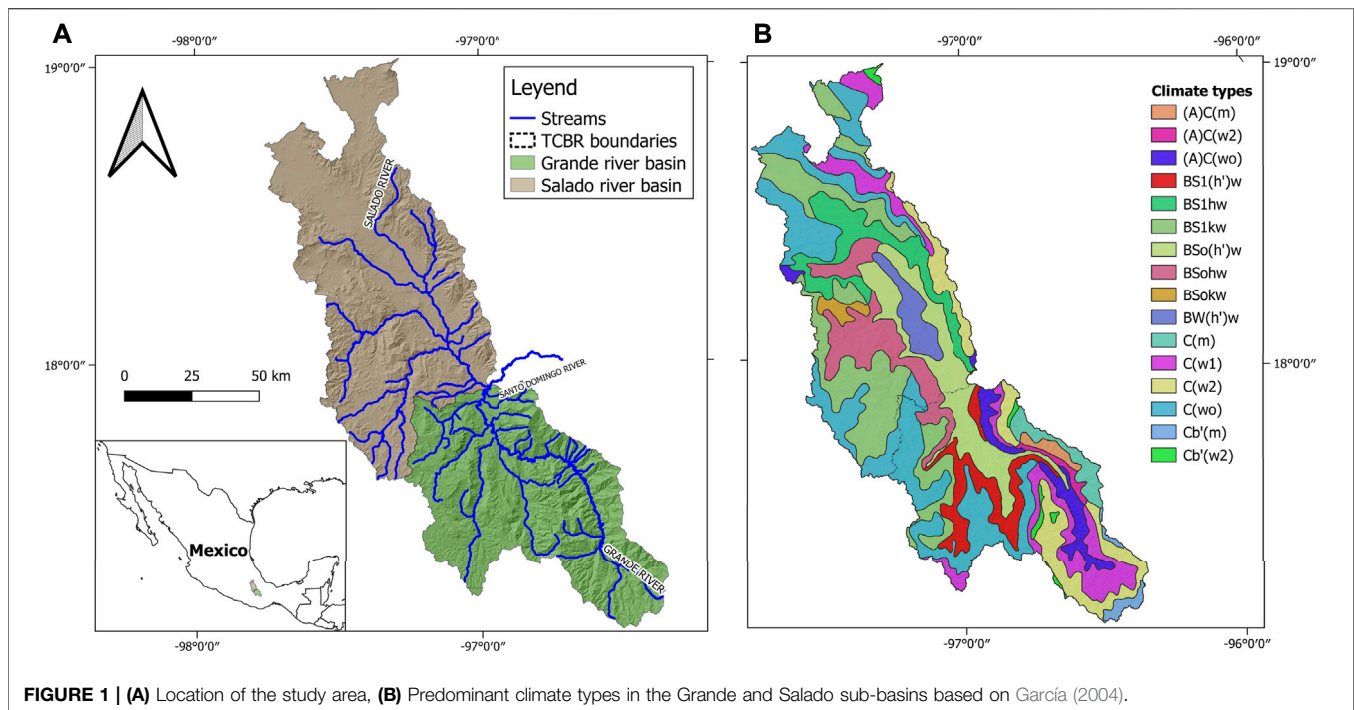 A
-98°0'0"
-97°0'0"
19°0'0"
18°0'0"
Leyend
Streams
TCBR boundaries
Grande river basin
Salado river basin
SALADO RIVER
SANTO DOMINGO RIVER
GRANDE RIVER
0 25 50 km
Mexico
-98°0'0"
-97°0'0"
B
-97°0'0"
-96°0'0"
19°0'0"
18°0'0"
Climate types
(A)C(m)
(A)C(w2)
(A)C(wo)
BS1(h')w
BS1hw
BS1kw
BSo(h')w
BSohw
BSokw
BW(h')w
C(m)
C(w1)
C(w2)
C(wo)
Cb'(m)
Cb'(w2)
-97°0'0"
-96°0'0"
FIGURE 1 | (A) Location of the study area, (B) Predominant climate types in the Grande and Salado sub-basins based on García (2004).